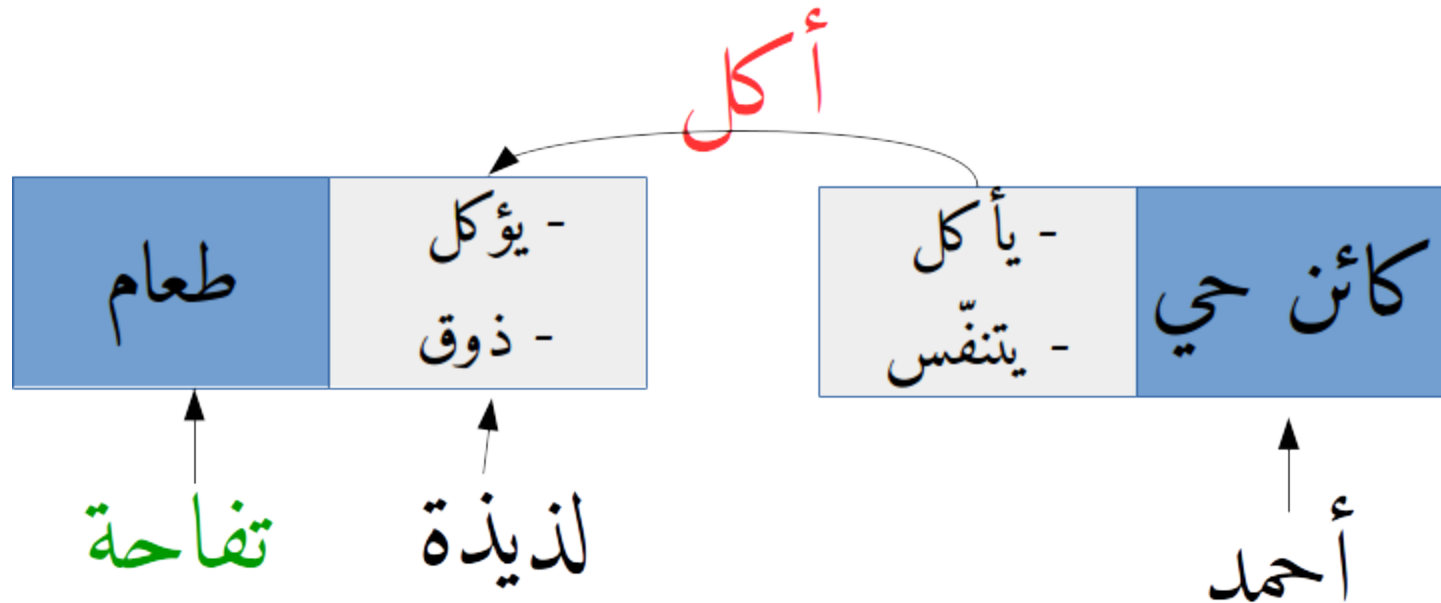 أكل
كائن حي
- يأكل
- يتنفّس
- يؤكل
- ذوق
طعام
أحمد
لذيذة
تفاحة